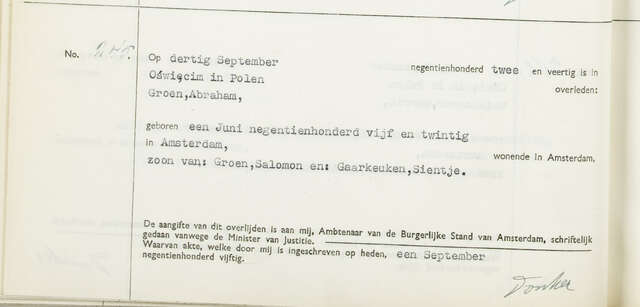 No.
Op dertig September negentienhonderd twee en veertig is in
Oświęcim in Polen overleden:
Groen,Abraham,
geboren een Juni negentienhonderd vijf en twintig
in Amsterdam, wonende in Amsterdam,
zoon van: Groen,Salomon en: Gaarkeuken,Sientje.
De aangifte van dit overlijden is aan mij, Ambtenaar van de Burgerlijke Stand van Amsterdam, schriftelijk
gedaan vanwege de Minister van Justitie.
Waarvan akte, welke door mij is ingeschreven op heden, een September
negentienhonderd vijftig.
Donker